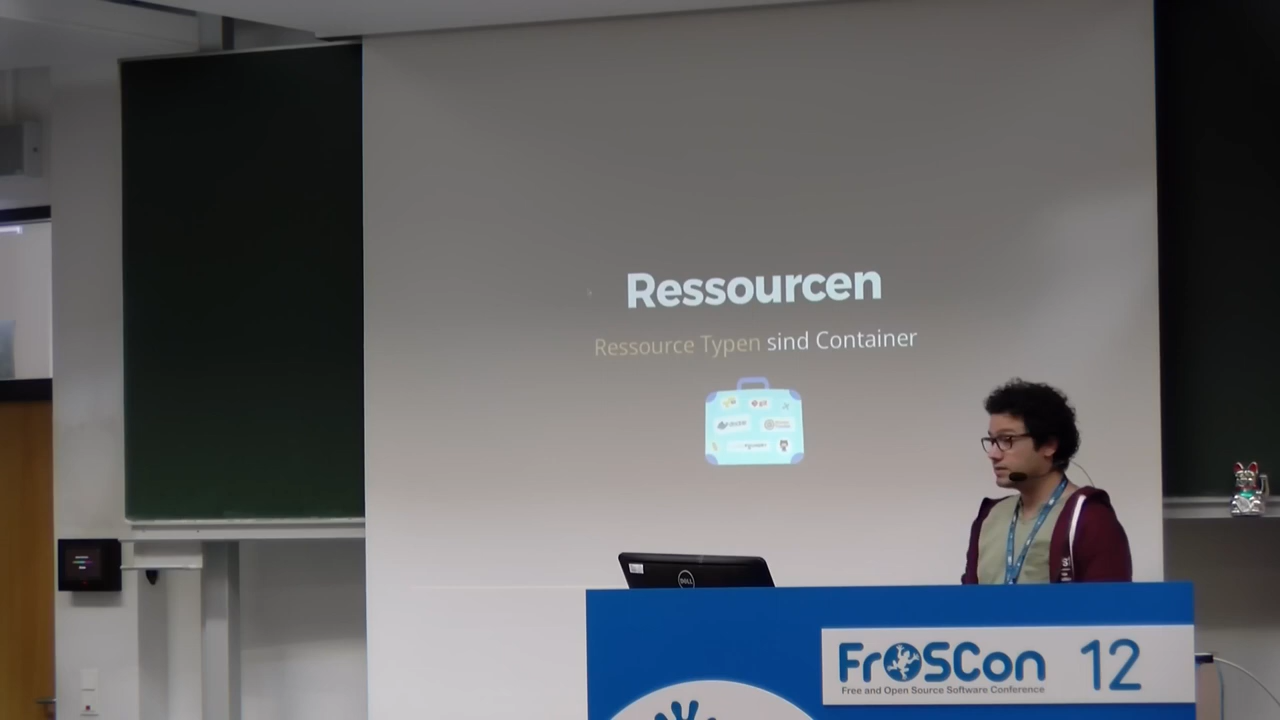 Ressourcen
Ressource Typen sind Container
DELL
FrOSCon 12
Free and Open Source Software Conference